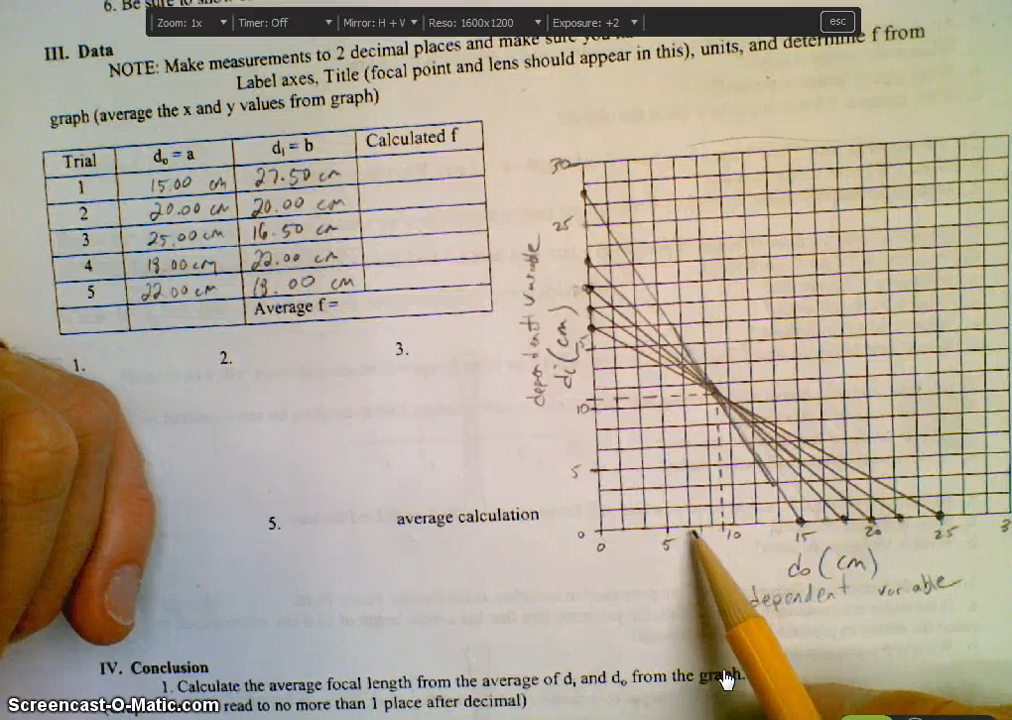 6. Be sure to
Zoom: 1x Timer: Off Mirror: H + V Reso: 1600x1200 Exposure: +2 esc
III. Data
NOTE: Make measurements to 2 decimal places and make sure you
Label axes, Title (focal point and lens should appear in this), units, and determine f from
graph (average the x and y values from graph)
Trial do = a di = b Calculated f
1 15.00 cm 27.50 cm
2 20.00 cm 20.00 cm
3 25.00 cm 16.50 cm
4 18.00 cm 22.00 cm
5 22.00 cm 18.00 cm
Average f =
1. 2. 3.
5. average calculation
30
25
10
5
0
dependent variable
di (cm)
0 5 10 15 20 25 3
do (cm)
dependent variable
IV. Conclusion
1. Calculate the average focal length from the average of di and do from the graph.
read to no more than 1 place after decimal)
Screencast-O-Matic.com